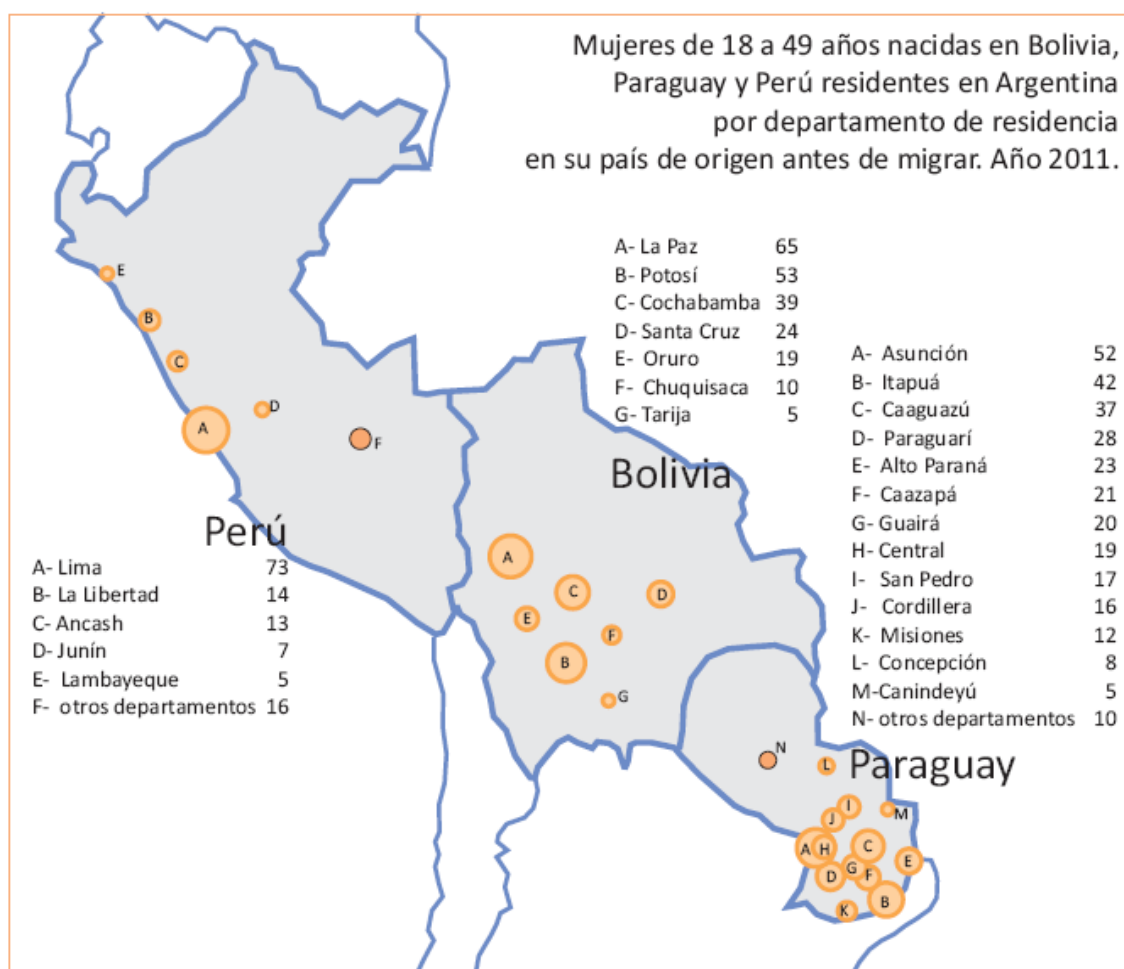 Mujeres de 18 a 49 años nacidas en Bolivia,
Paraguay y Perú residentes en Argentina
por departamento de residencia
en su país de origen antes de migrar. Año 2011.
A- La Paz 65
B- Potosí 53
C- Cochabamba 39
D- Santa Cruz 24
E- Oruro 19
F- Chuquisaca 10
G- Tarija 5
Bolivia
A- Asunción 52
B- Itapuá 42
C- Caaguazú 37
D- Paraguarí 28
E- Alto Paraná 23
F- Caazapá 21
G- Guairá 20
H- Central 19
I- San Pedro 17
J- Cordillera 16
K- Misiones 12
L- Concepción 8
M-Canindeyú 5
N- otros departamentos 10
Paraguay
Perú
A- Lima 73
B- La Libertad 14
C- Ancash 13
D- Junín 7
E- Lambayeque 5
F- otros departamentos 16
E
B
C
D
A
F
A
C
D
E
F
B
G
N
L
I
M
J
A
H
C
E
G
D
F
B
K